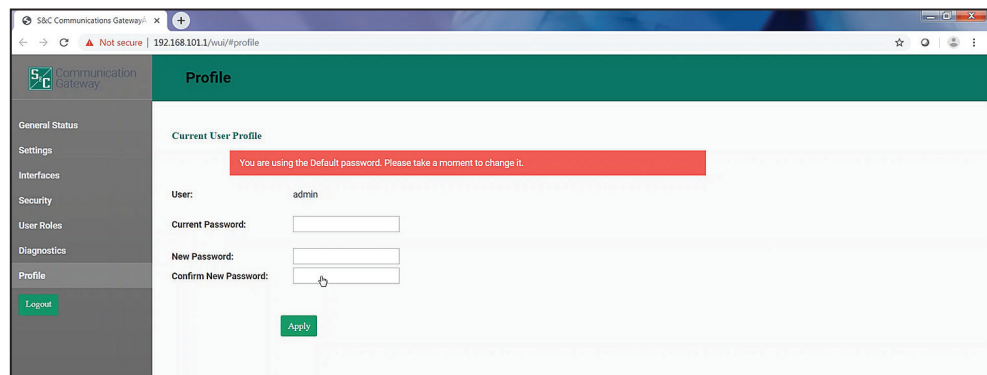 S&C Communications Gateway
Not secure | 192.168.101.1/wui/#profile
S&C Communication
Gateway
Profile
General Status
Settings
Interfaces
Security
User Roles
Diagnostics
Profile
Logout
Current User Profile
You are using the Default password. Please take a moment to change it.
User: admin
Current Password:
New Password:
Confirm New Password:
Apply